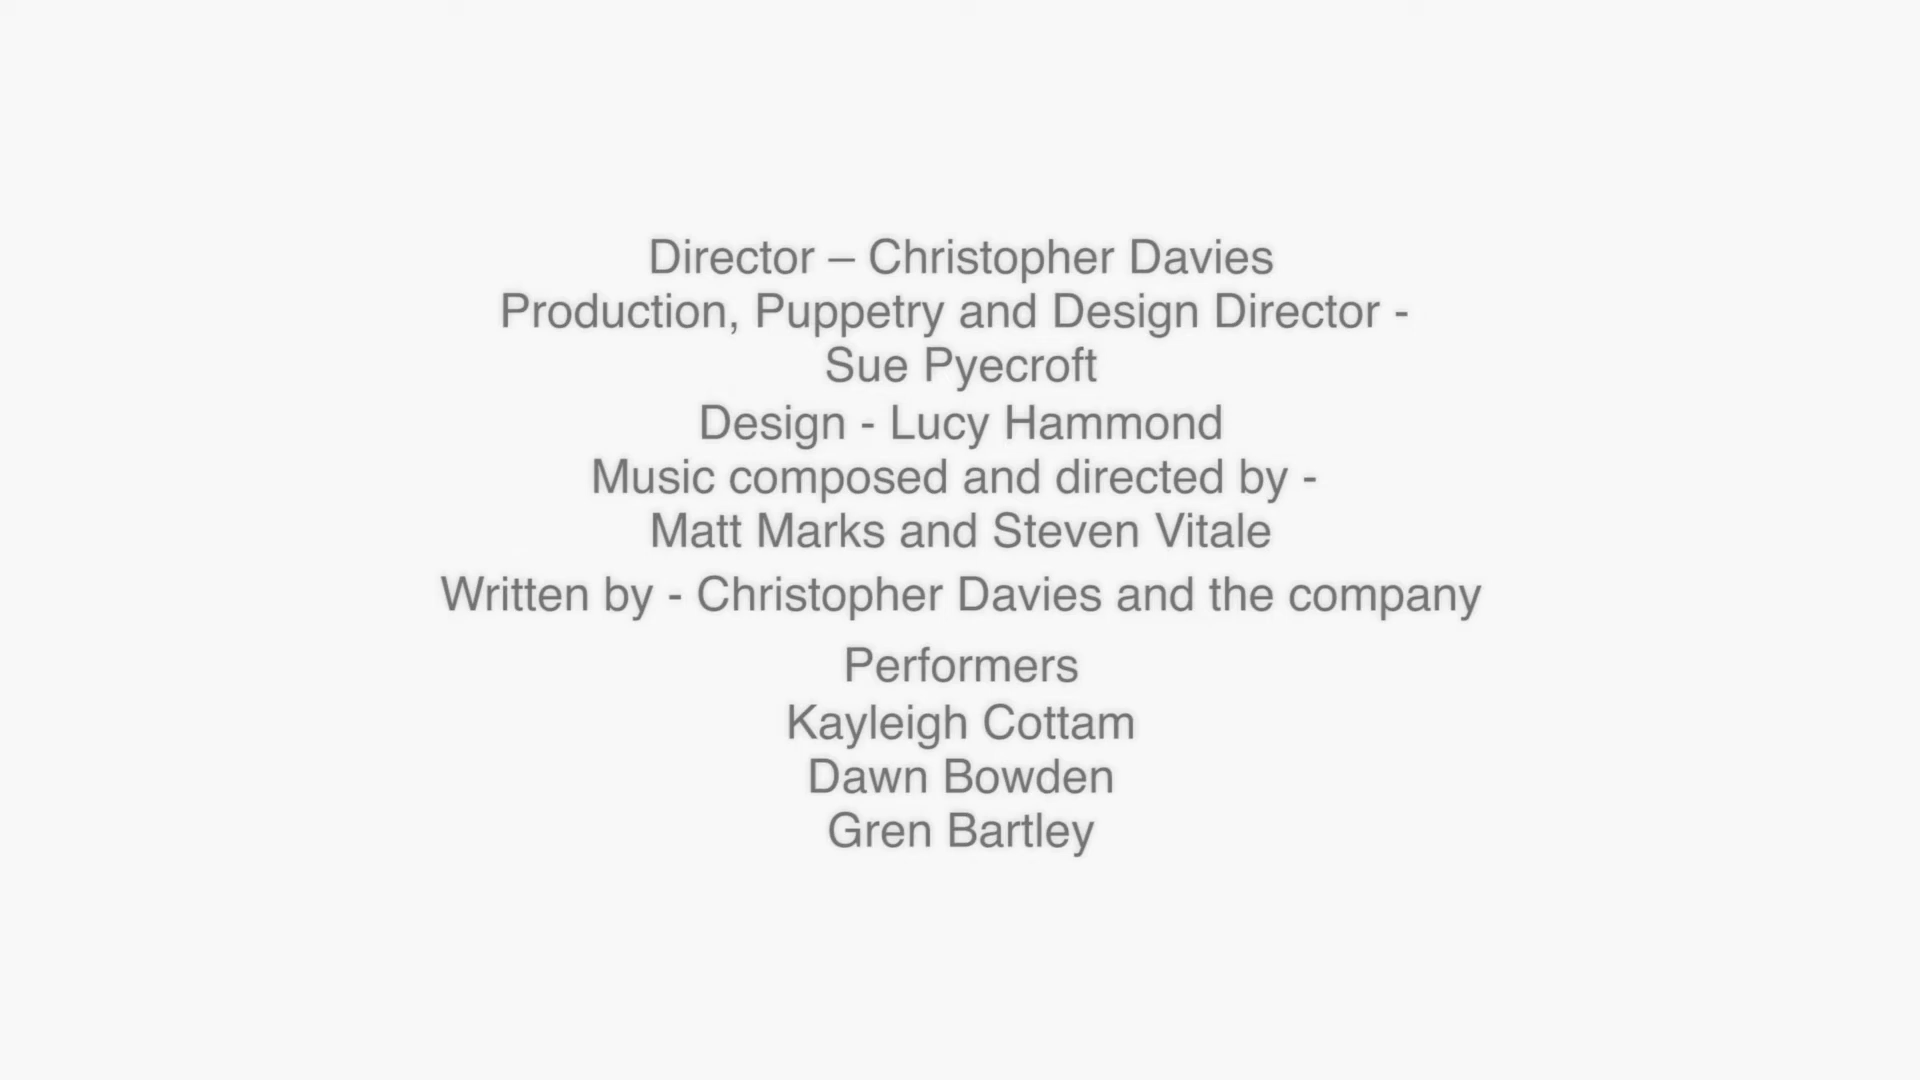 Director – Christopher Davies
Production, Puppetry and Design Director -
Sue Pyecroft
Design - Lucy Hammond
Music composed and directed by -
Matt Marks and Steven Vitale
Written by - Christopher Davies and the company
Performers
Kayleigh Cottam
Dawn Bowden
Gren Bartley